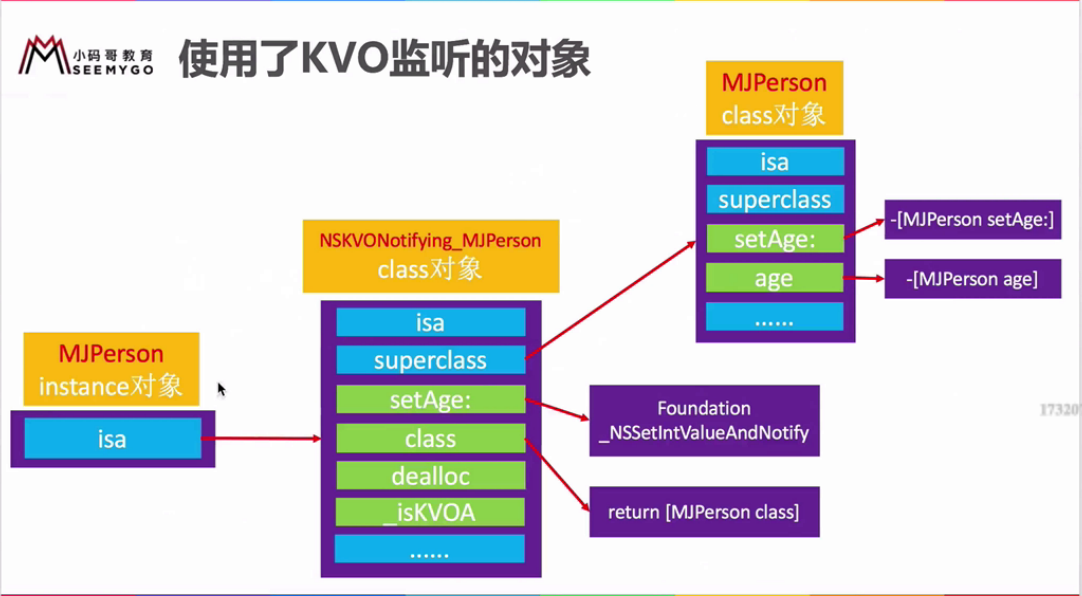 小码哥教育
SEEMYGO
使用了KVO监听的对象
MJPerson
instance对象
isa
NSKVONotifying_MJPerson
class对象
isa
superclass
setAge:
class
dealloc
_isKVOA
......
Foundation
_NSSetIntValueAndNotify
return [MJPerson class]
MJPerson
class对象
isa
superclass
setAge:
age
......
-[MJPerson setAge:]
-[MJPerson age]